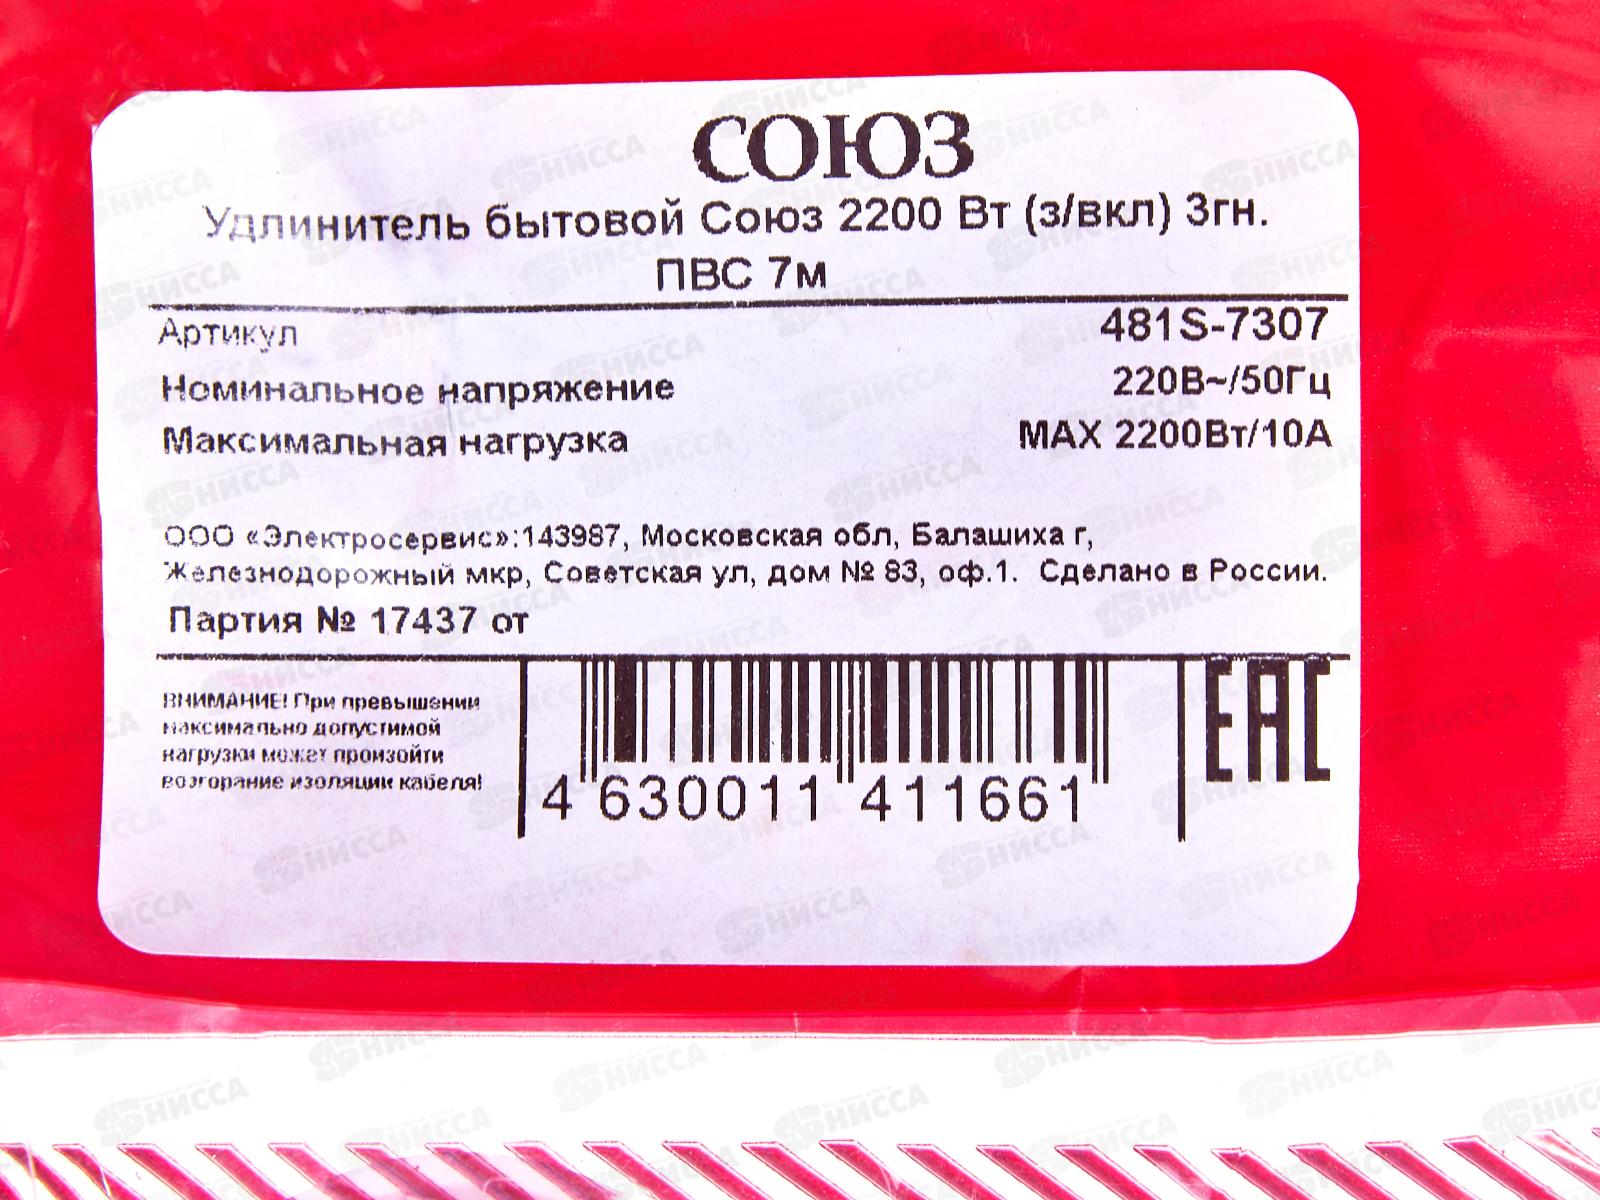 СОЮЗ
Удлинитель бытовой Союз 2200 Вт (з/вкл) 3гн.
ПВС 7м
Артикул 481S-7307
Номинальное напряжение 220В~/50Гц
Максимальная нагрузка MAX 2200Вт/10А
ООО «Электросервис»:143987, Московская обл, Балашиха г,
Железнодорожный мкр, Советская ул, дом № 83, оф.1. Сделано в России.
Партия № 17437 от
ВНИМАНИЕ! При превышении
максимально допустимой
нагрузки может произойти
возгорание изоляции кабеля!
4 630011 411661
ЕАС
НИССА